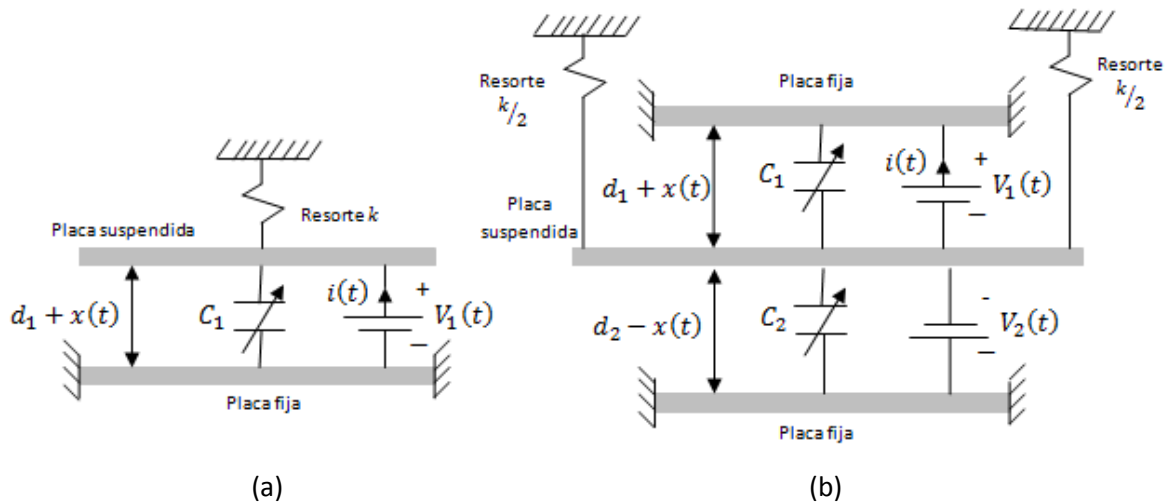 Resorte k
Placa suspendida
d₁ + x(t)
C₁
i(t)
+
V₁(t)
−
Placa fija
(a)
Resorte
k/2
Resorte
k/2
Placa fija
d₁ + x(t)
C₁
i(t)
+
V₁(t)
−
Placa
suspendida
d₂ − x(t)
C₂
-
V₂(t)
−
Placa fija
(b)